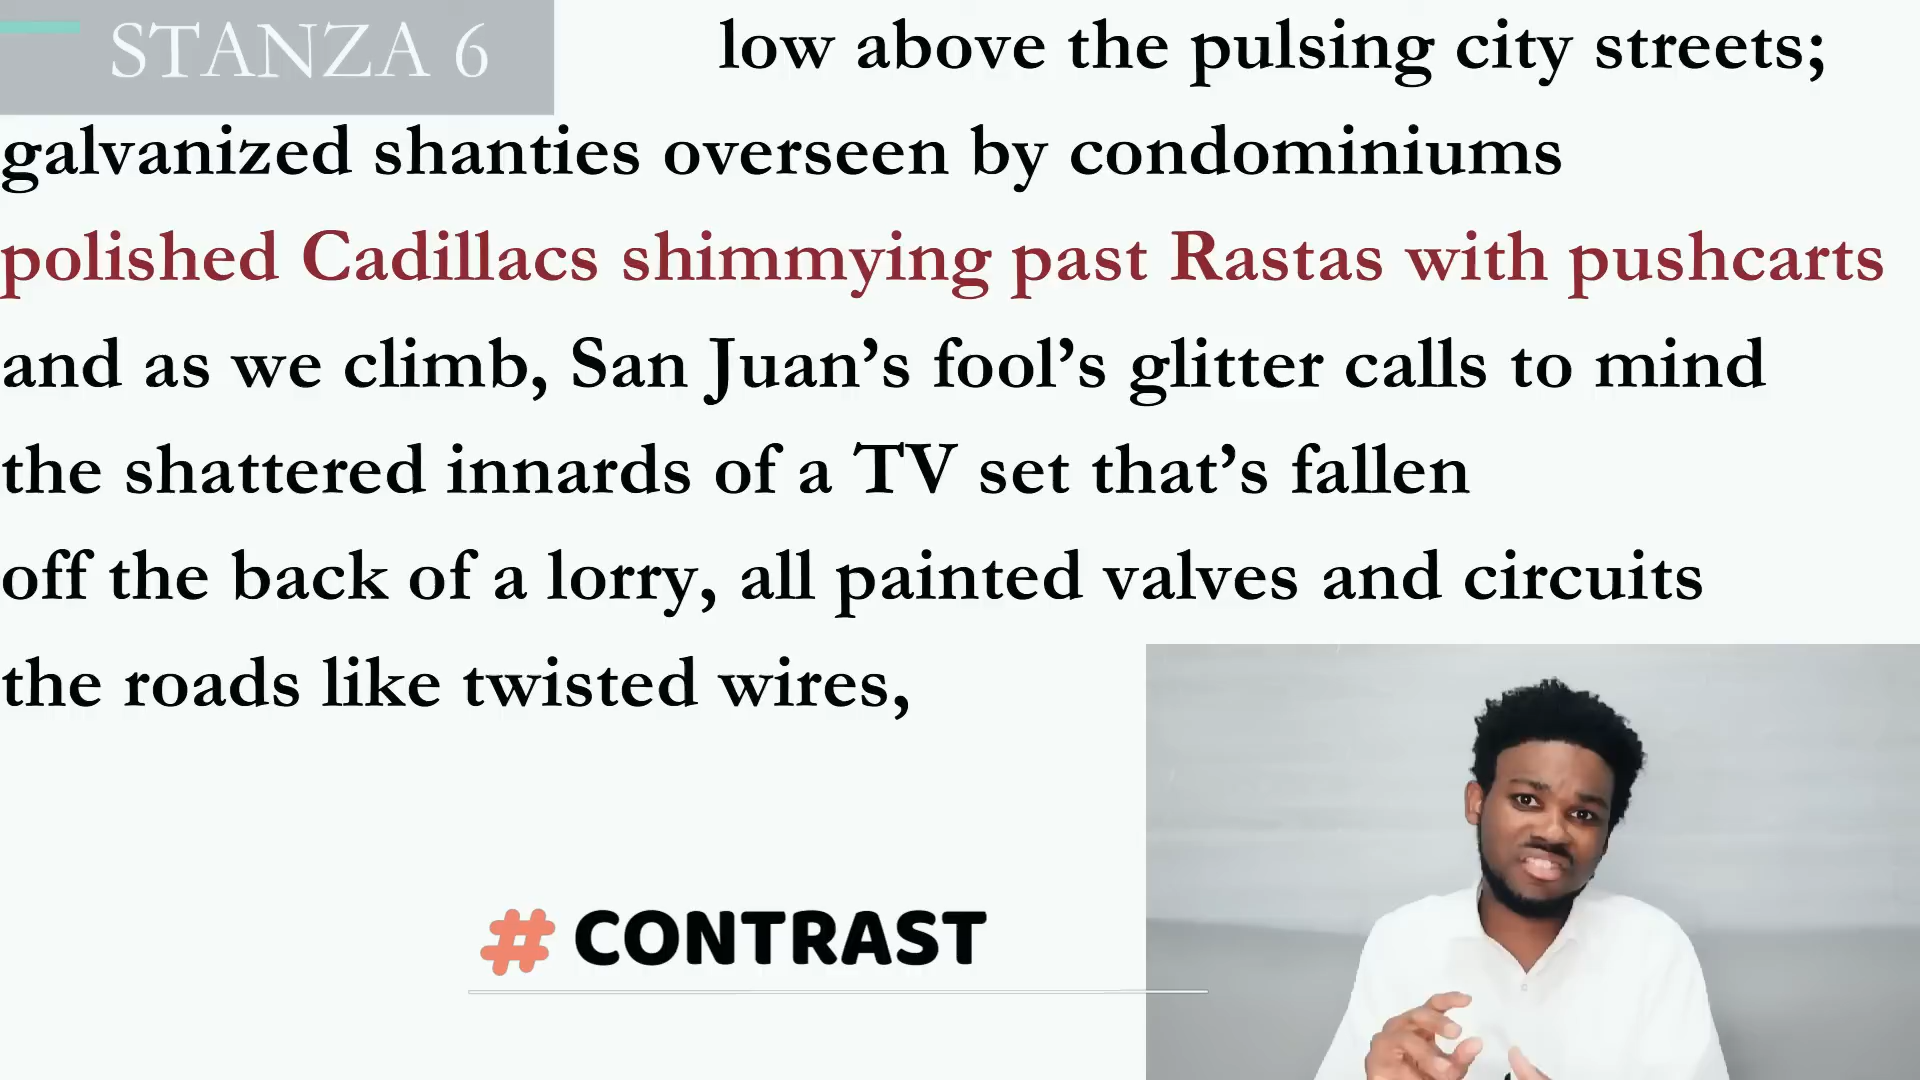 STANZA 6
low above the pulsing city streets;
galvanized shanties overseen by condominiums
polished Cadillacs shimmying past Rastas with pushcarts
and as we climb, San Juan’s fool’s glitter calls to mind
the shattered innards of a TV set that’s fallen
off the back of a lorry, all painted valves and circuits
the roads like twisted wires,
# CONTRAST